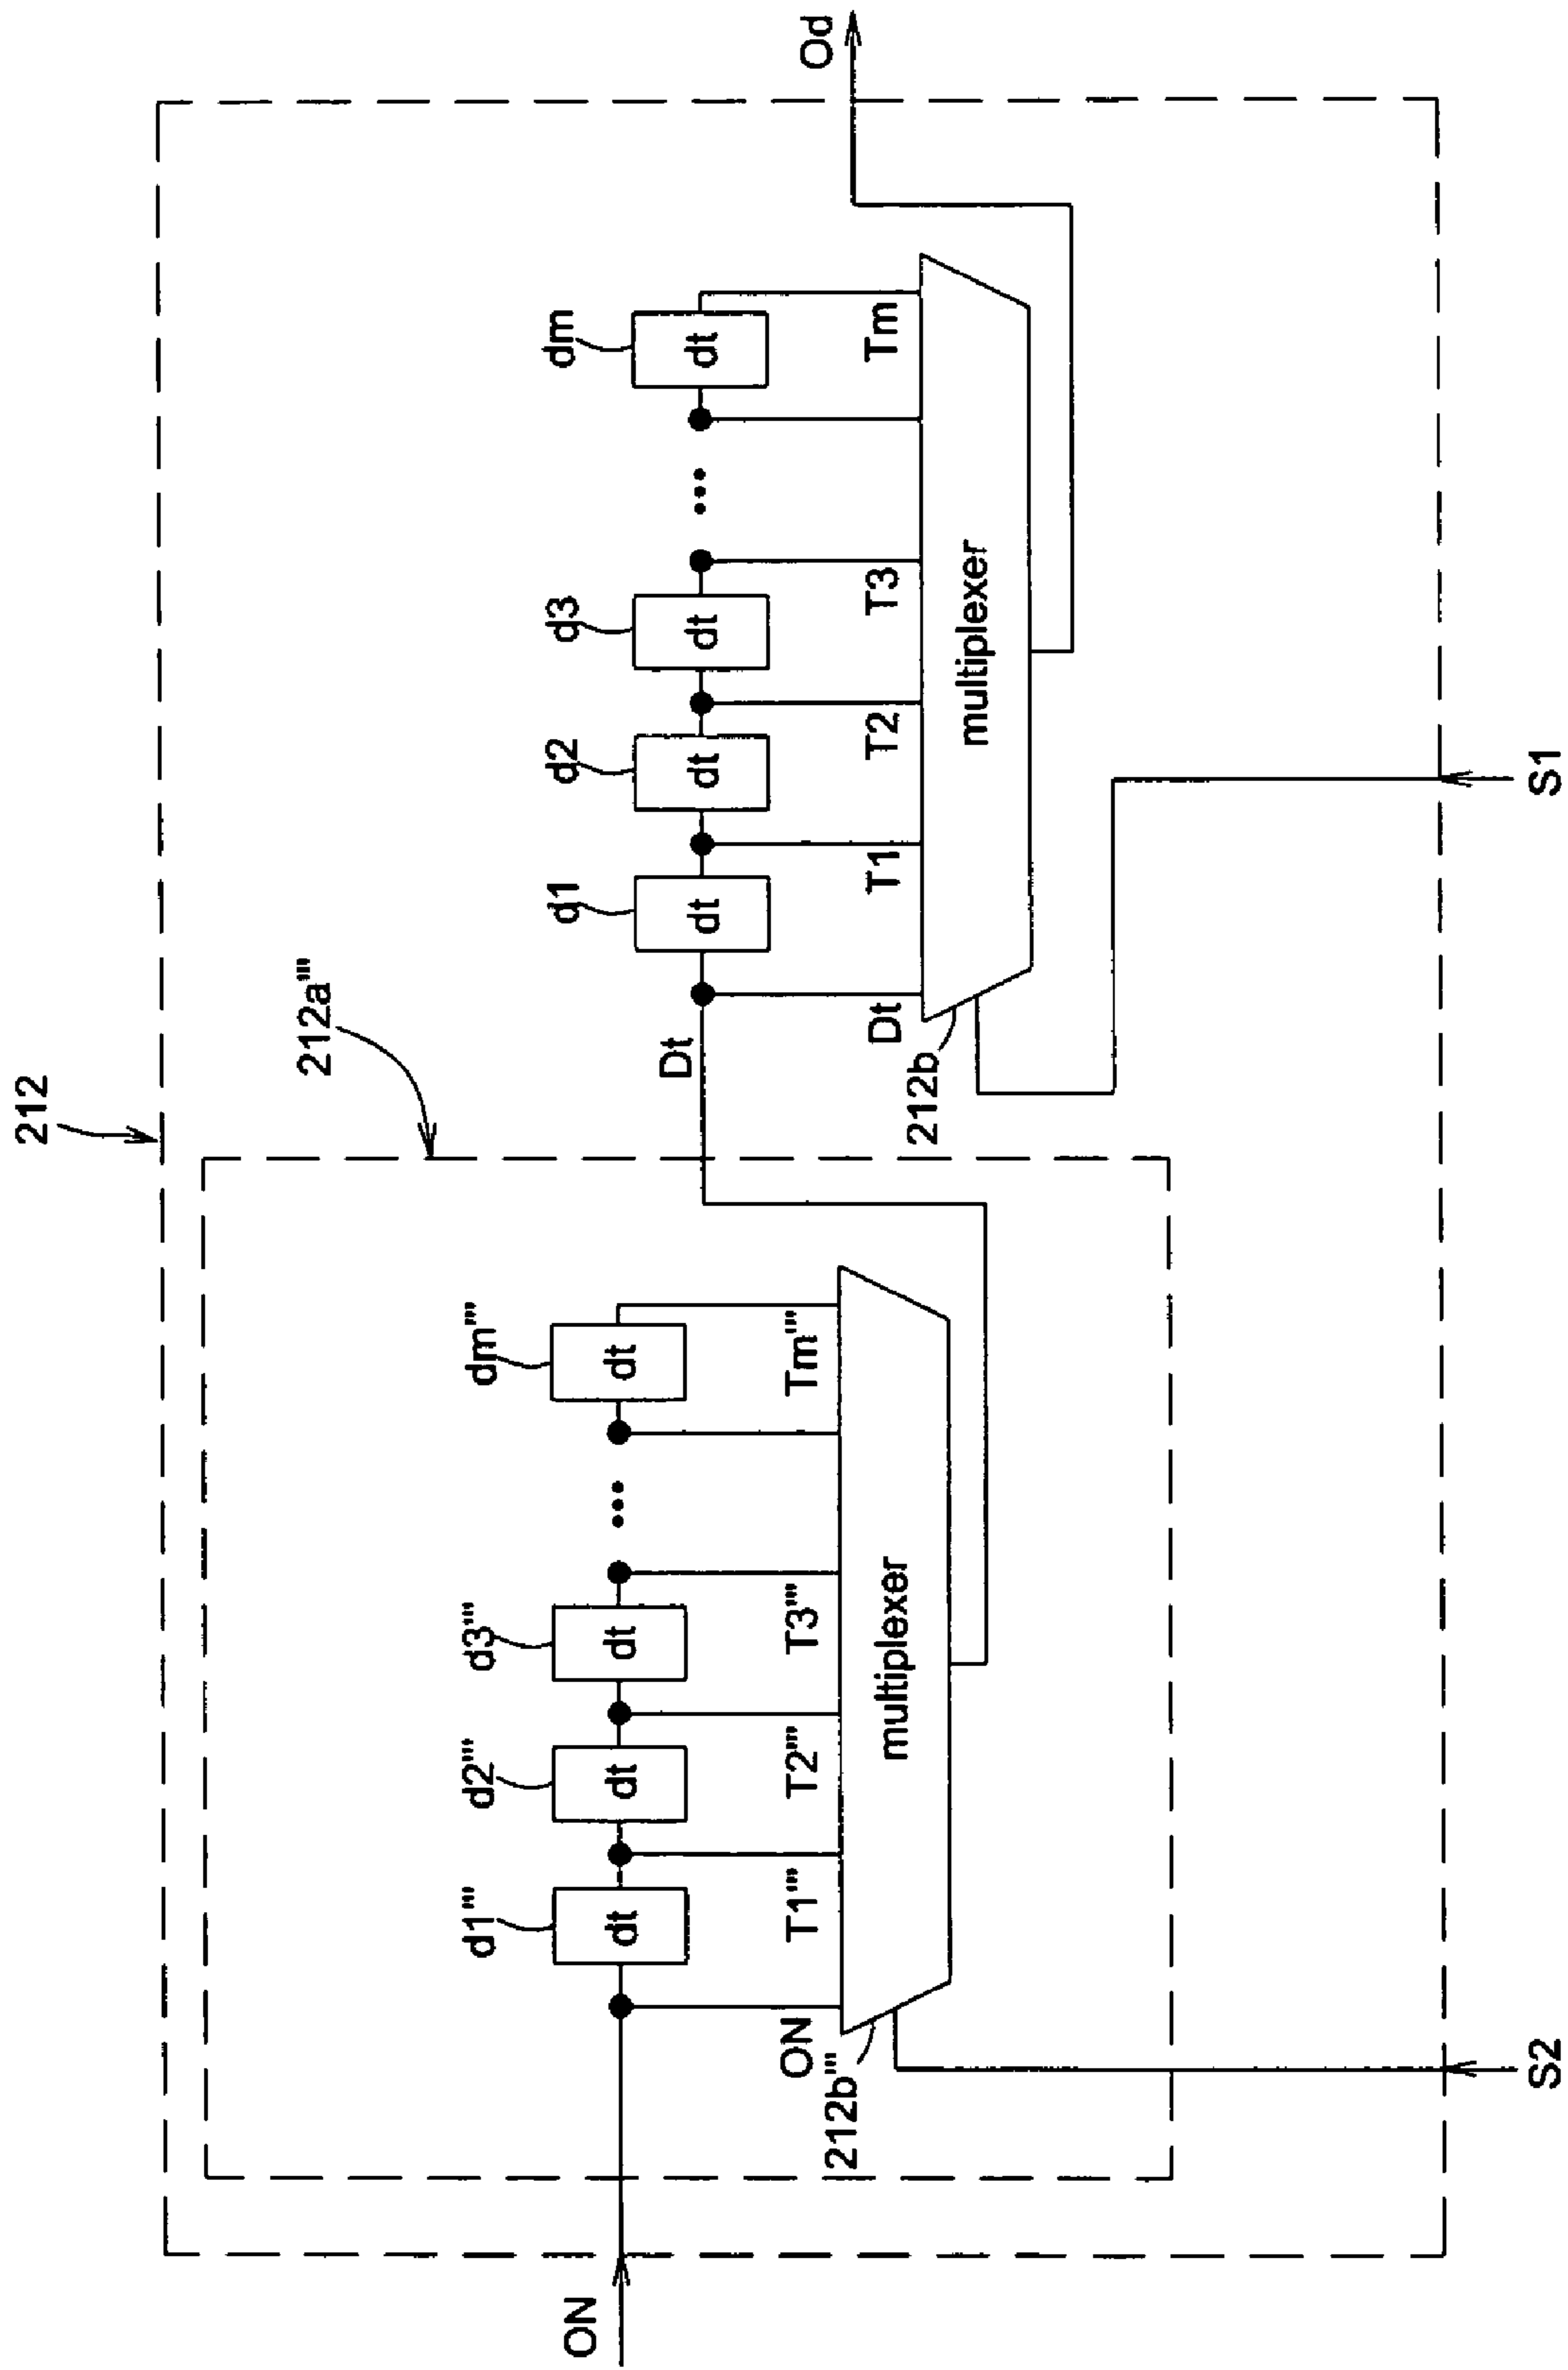 212
212a'''
ON
d1'''
d2'''
d3'''
dm'''
dt
dt
dt
...
dt
ON
T1'''
T2'''
T3'''
Tm'''
multiplexer
212b'''
S2
Dt
d1
d2
d3
dm
dt
dt
dt
...
dt
Dt
T1
T2
T3
Tm
multiplexer
212b
S1
Od